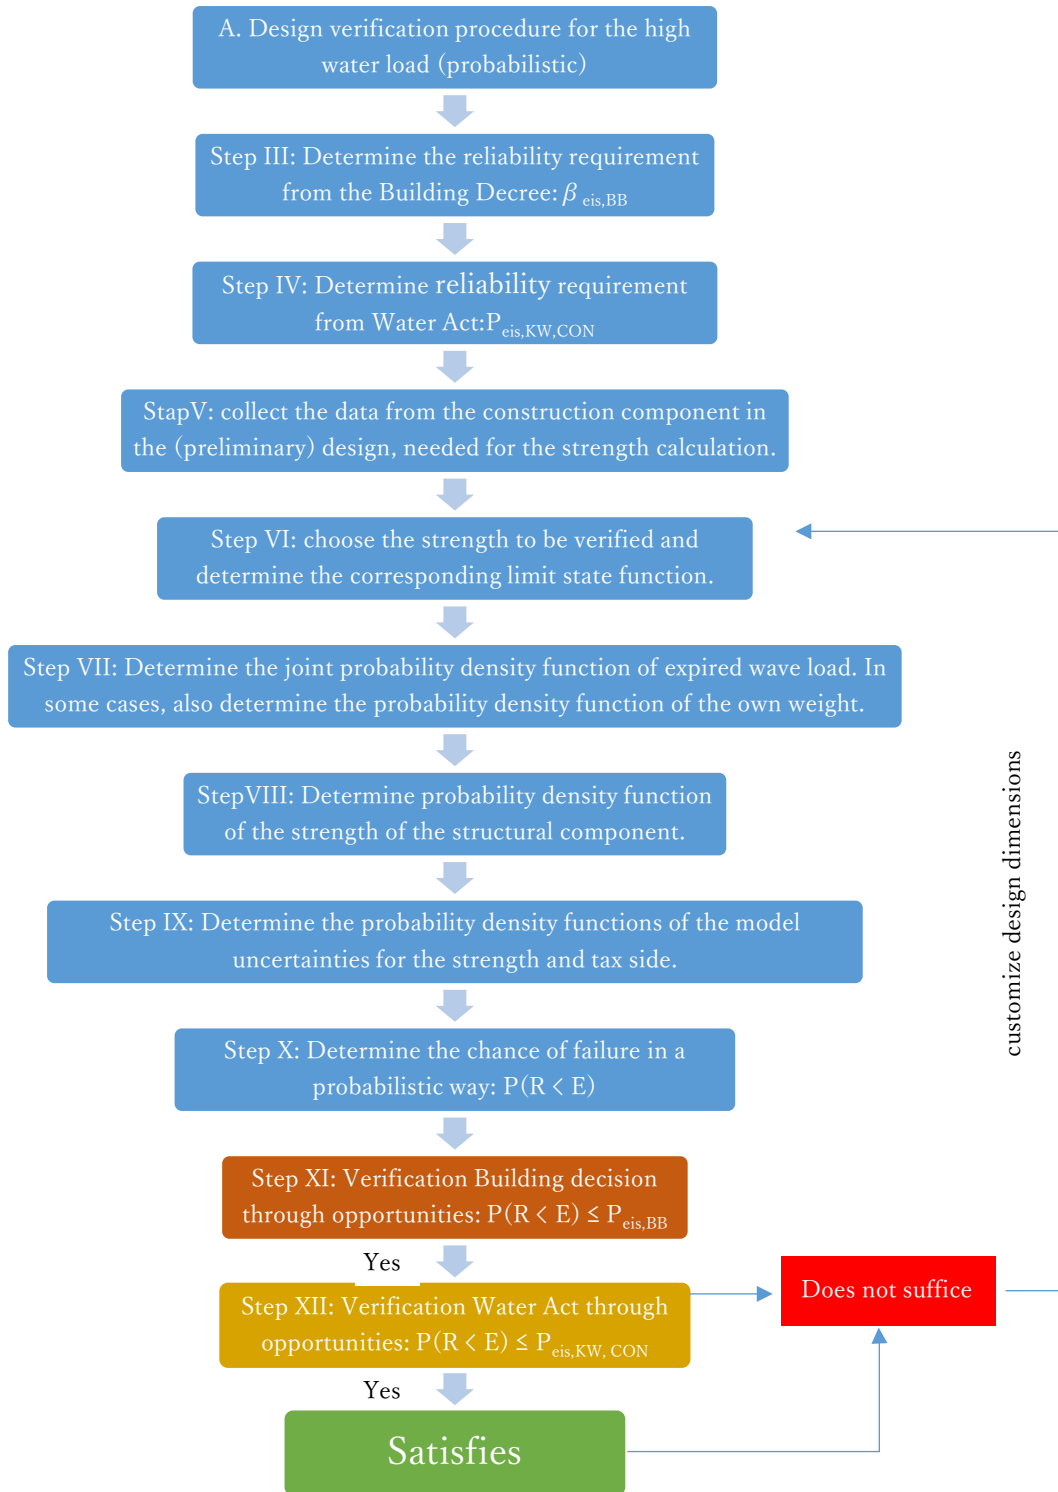 A. Design verification procedure for the high
water load (probabilistic)
Step III: Determine the reliability requirement
from the Building Decree: β eis,BB
Step IV: Determine reliability requirement
from Water Act:P eis,KW,CON
StapV: collect the data from the construction component in
the (preliminary) design, needed for the strength calculation.
Step VI: choose the strength to be verified and
determine the corresponding limit state function.
Step VII: Determine the joint probability density function of expired wave load. In
some cases, also determine the probability density function of the own weight.
StepVIII: Determine probability density function
of the strength of the structural component.
Step IX: Determine the probability density functions of the model
uncertainties for the strength and tax side.
Step X: Determine the chance of failure in a
probabilistic way: P(R < E)
Step XI: Verification Building decision
through opportunities: P(R < E) ≤ P eis,BB
Yes
Step XII: Verification Water Act through
opportunities: P(R < E) ≤ P eis,KW, CON
Yes
Satisfies
Does not suffice
customize design dimensions